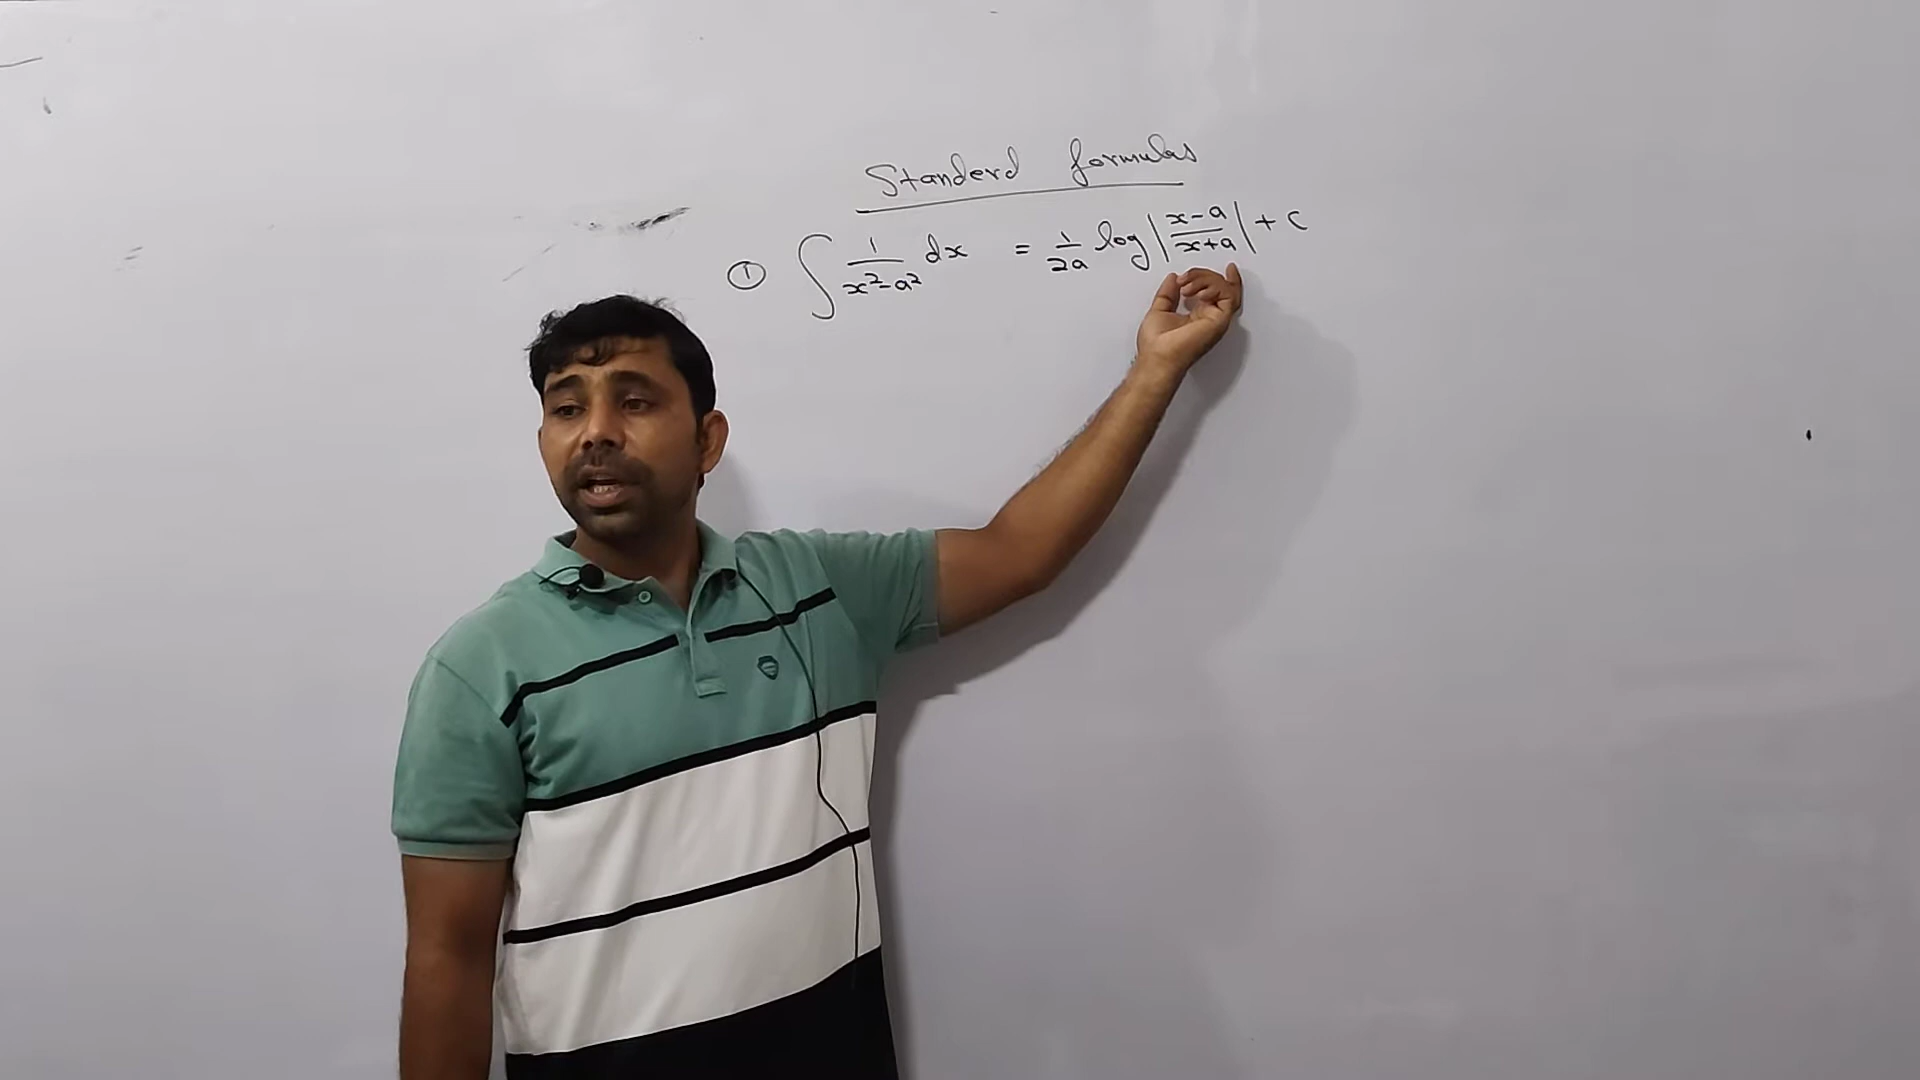 Standerd formulas
① ∫ 1/(x²-a²) dx = 1/2a log |(x-a)/(x+a)| + c